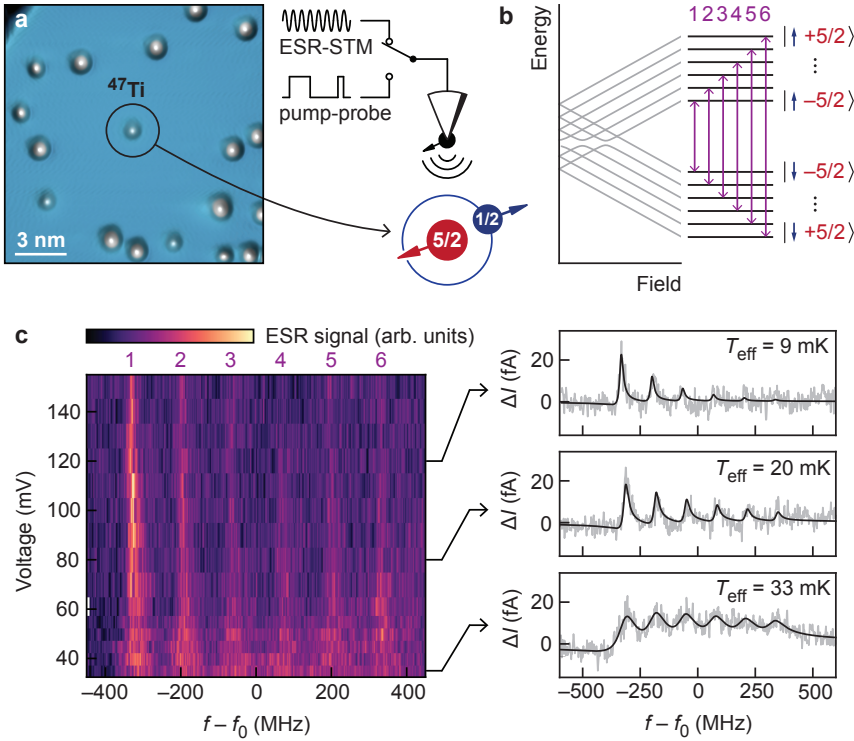 a
ESR-STM
pump-probe
⁴⁷Ti
3 nm
1/2
5/2
b
Energy
Field
1 2 3 4 5 6
|↑ +5/2⟩
⋮
|↑ −5/2⟩
|↓ −5/2⟩
⋮
|↓ +5/2⟩
c
ESR signal (arb. units)
1 2 3 4 5 6
Voltage (mV)
140
120
100
80
60
40
−400 −200 0 200 400
f – f₀ (MHz)
T_eff = 9 mK
ΔI (fA)
20
0
T_eff = 20 mK
ΔI (fA)
20
0
T_eff = 33 mK
ΔI (fA)
20
0
−500 −250 0 250 500
f – f₀ (MHz)